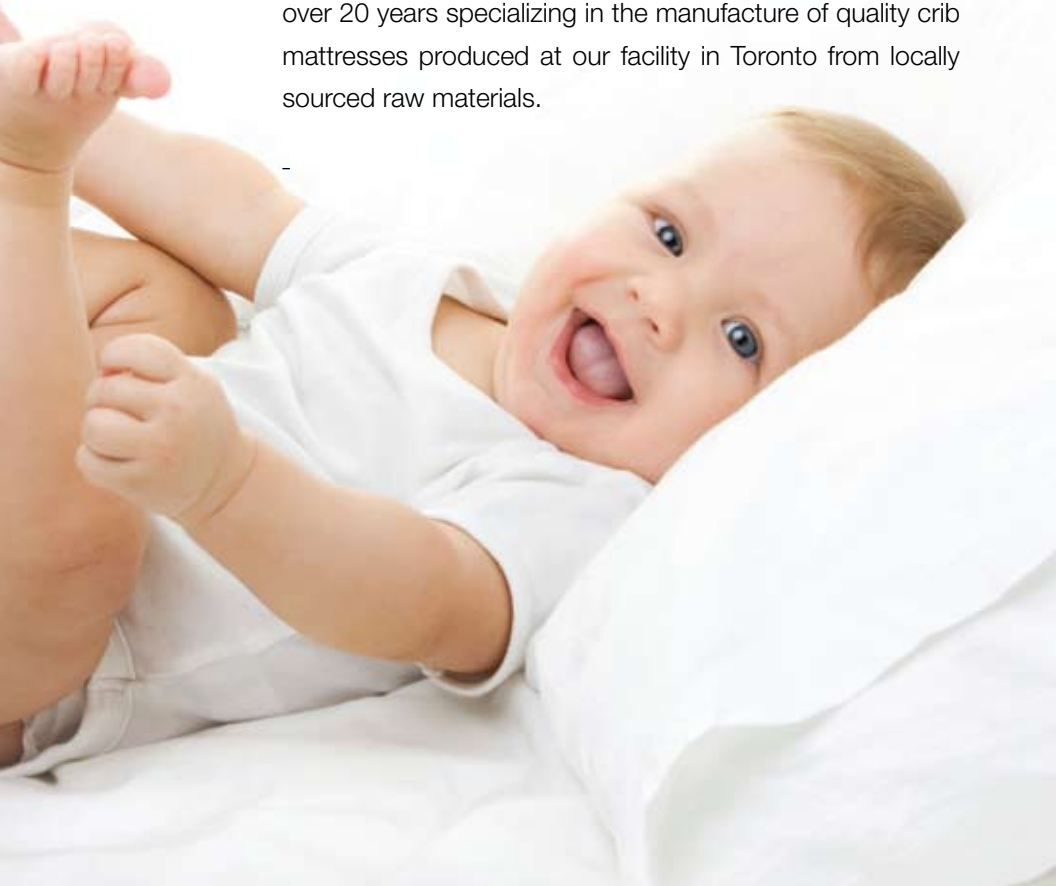 over 20 years specializing in the manufacture of quality crib
mattresses produced at our facility in Toronto from locally
sourced raw materials.
-